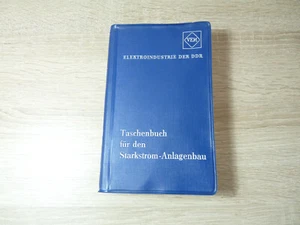 VEM
ELEKTROINDUSTRIE DER DDR
Taschenbuch
für den
Starkstrom-Anlagenbau